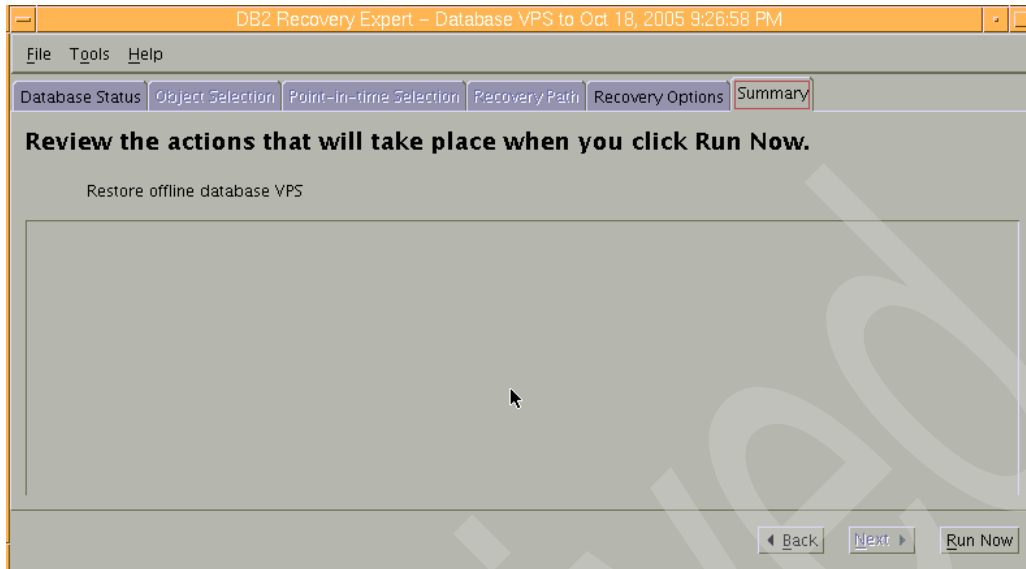 DB2 Recovery Expert – Database VPS to Oct 18, 2005 9:26:58 PM
File Tools Help
Database Status Object Selection Point-in-time Selection Recovery Path Recovery Options Summary
Review the actions that will take place when you click Run Now.
Restore offline database VPS
Back Next Run Now